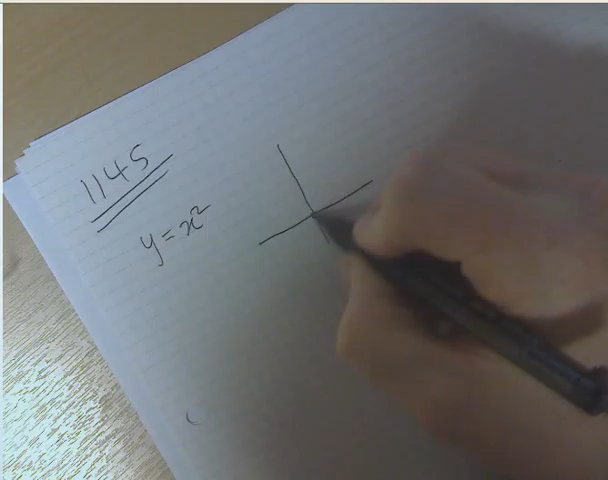 1145
y = x²